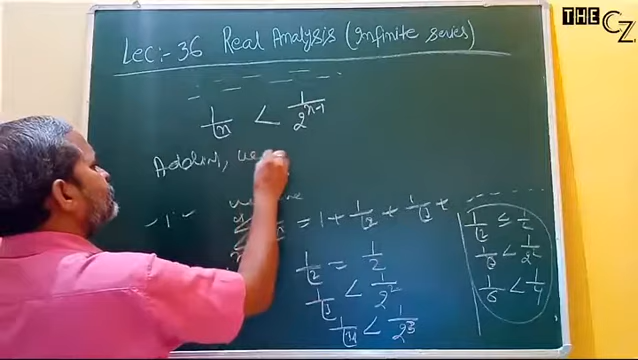 THE CZ
Lec:- 36 Real Analysis (Infinite series)
1/⌊n < 1/2^(n-1)
Adding, we
= 1 + 1/⌊2 + 1/⌊3 +
1/⌊2 = 1/2
1/⌊3 < 1/2²
1/⌊4 < 1/2³
1/⌊2 ≤ 1/2
1/⌊3 < 1/2²
1/6 < 1/4